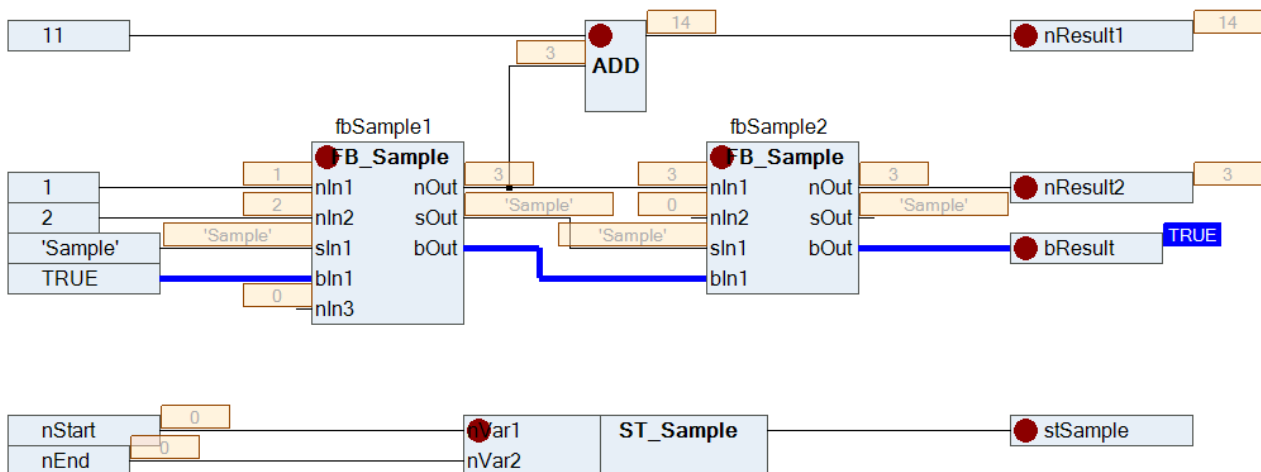 11
14
3
ADD
nResult1
14
fbSample1
fbSample2
FB_Sample
FB_Sample
1
1
nIn1
nOut
3
3
nIn1
nOut
3
nResult2
3
2
2
nIn2
sOut
'Sample'
0
nIn2
sOut
'Sample'
'Sample'
'Sample'
sIn1
bOut
'Sample'
sIn1
bOut
bResult
TRUE
TRUE
bIn1
bIn1
0
nIn3
nStart
0
nVar1
ST_Sample
stSample
nEnd
0
nVar2